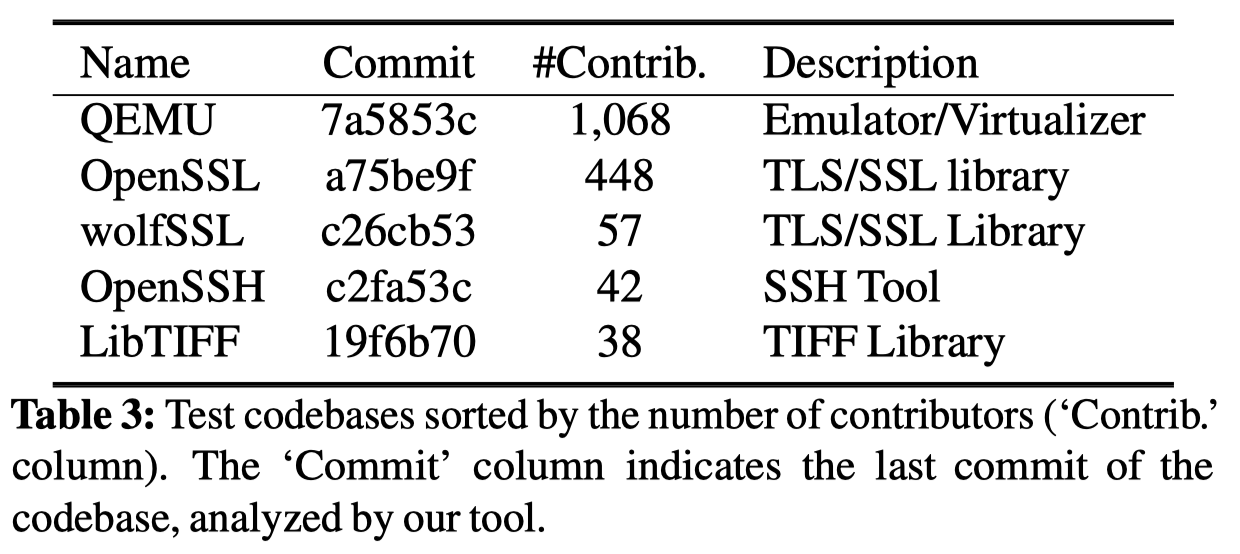 Name Commit #Contrib. Description
QEMU 7a5853c 1,068 Emulator/Virtualizer
OpenSSL a75be9f 448 TLS/SSL library
wolfSSL c26cb53 57 TLS/SSL Library
OpenSSH c2fa53c 42 SSH Tool
LibTIFF 19f6b70 38 TIFF Library
Table 3: Test codebases sorted by the number of contributors (‘Contrib.’
column). The ‘Commit’ column indicates the last commit of the
codebase, analyzed by our tool.